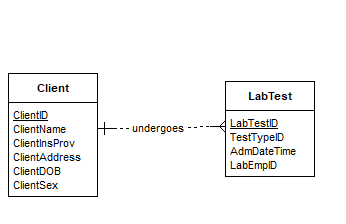 Client
ClientID
ClientName
ClientInsProv
ClientAddress
ClientDOB
ClientSex
undergoes
LabTest
LabTestID
TestTypeID
AdmDateTime
LabEmpID